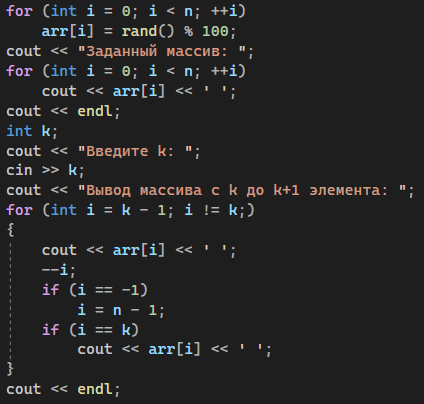 for (int i = 0; i < n; ++i)
    arr[i] = rand() % 100;
cout << "Заданный массив: ";
for (int i = 0; i < n; ++i)
    cout << arr[i] << ' ';
cout << endl;
int k;
cout << "Введите k: ";
cin >> k;
cout << "Вывод массива с k до k+1 элемента: ";
for (int i = k - 1; i != k;)
{
    cout << arr[i] << ' ';
    --i;
    if (i == -1)
        i = n - 1;
    if (i == k)
        cout << arr[i] << ' ';
}
cout << endl;